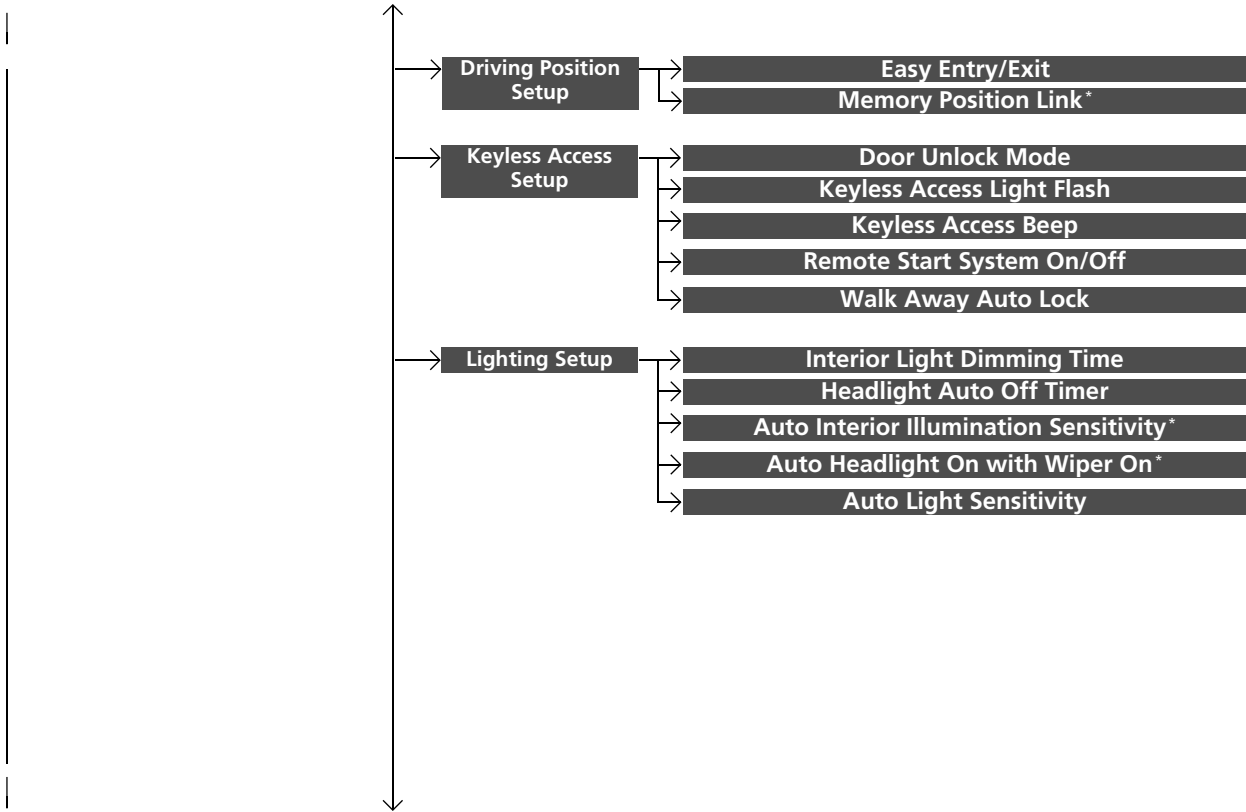 Driving Position
Setup
Easy Entry/Exit
Memory Position Link*
Keyless Access
Setup
Door Unlock Mode
Keyless Access Light Flash
Keyless Access Beep
Remote Start System On/Off
Walk Away Auto Lock
Lighting Setup
Interior Light Dimming Time
Headlight Auto Off Timer
Auto Interior Illumination Sensitivity*
Auto Headlight On with Wiper On*
Auto Light Sensitivity